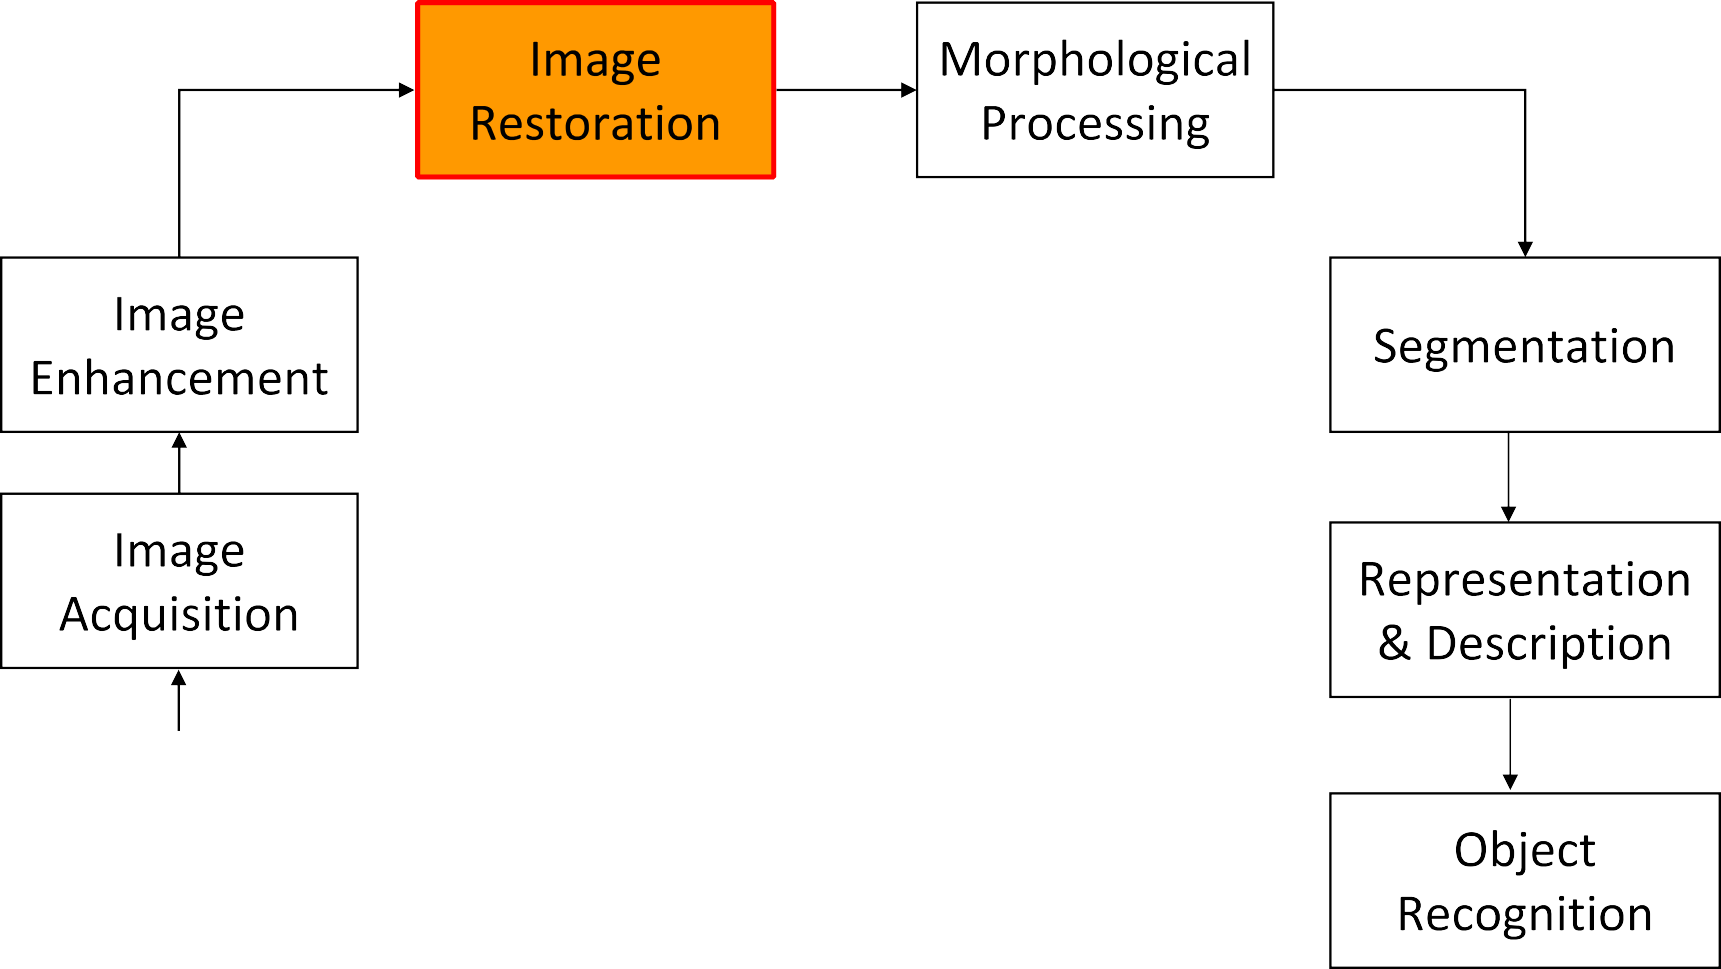 Image
Restoration
Morphological
Processing
Image
Enhancement
Segmentation
Image
Acquisition
Representation
& Description
Object
Recognition